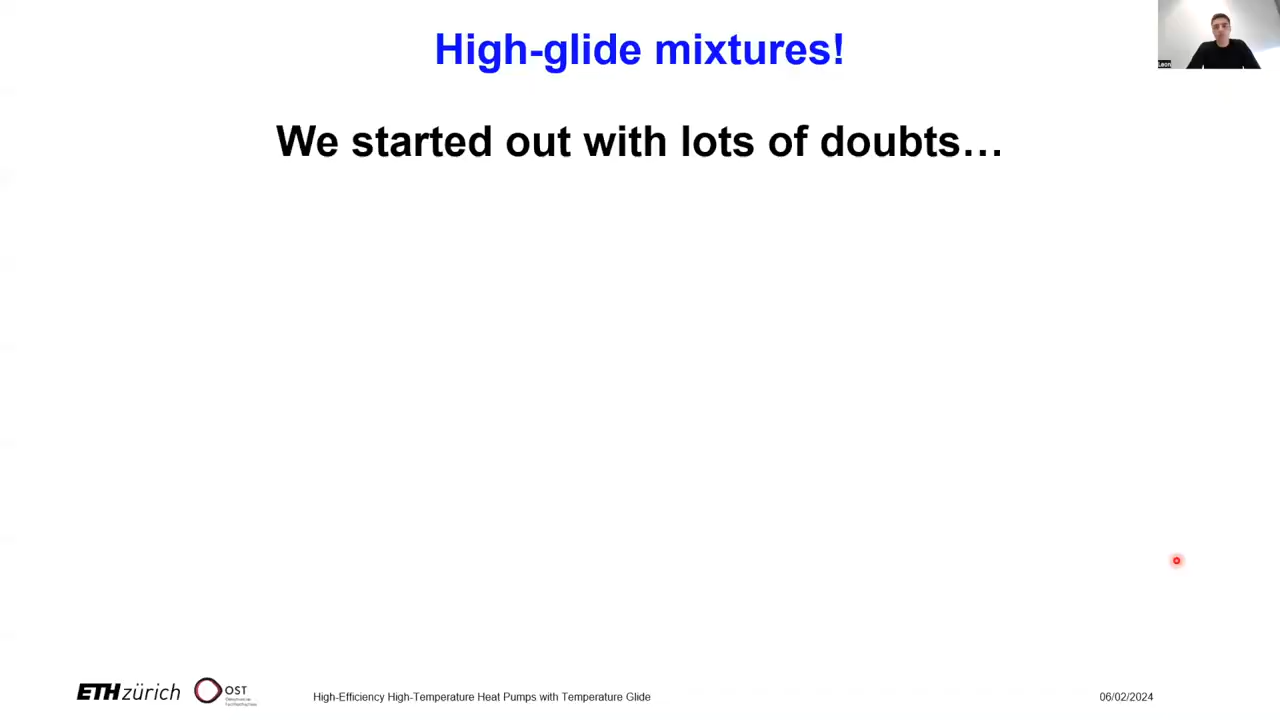 High-glide mixtures!
Leon
We started out with lots of doubts…
ETH zürich
OST
High-Efficiency High-Temperature Heat Pumps with Temperature Glide
06/02/2024